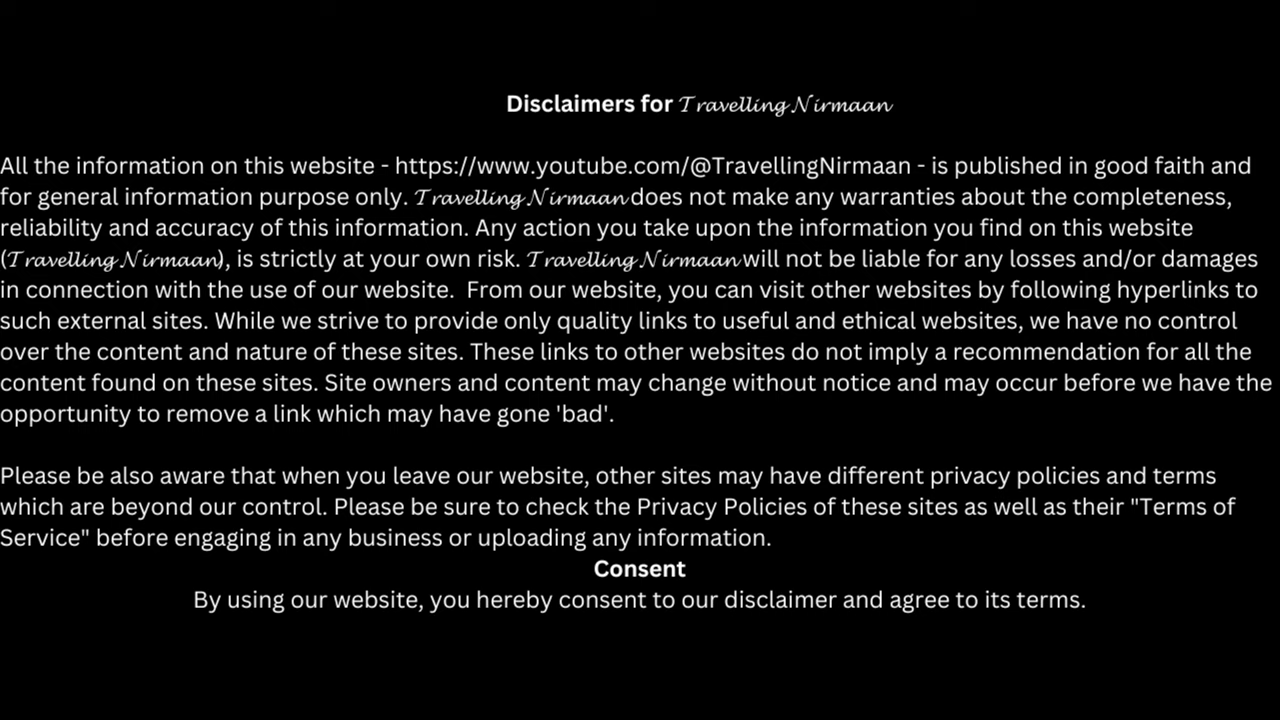 Disclaimers for Travelling Nirmaan
All the information on this website - https://www.youtube.com/@TravellingNirmaan - is published in good faith and
for general information purpose only. Travelling Nirmaan does not make any warranties about the completeness,
reliability and accuracy of this information. Any action you take upon the information you find on this website
(Travelling Nirmaan), is strictly at your own risk. Travelling Nirmaan will not be liable for any losses and/or damages
in connection with the use of our website.  From our website, you can visit other websites by following hyperlinks to
such external sites. While we strive to provide only quality links to useful and ethical websites, we have no control
over the content and nature of these sites. These links to other websites do not imply a recommendation for all the
content found on these sites. Site owners and content may change without notice and may occur before we have the
opportunity to remove a link which may have gone 'bad'.
Please be also aware that when you leave our website, other sites may have different privacy policies and terms
which are beyond our control. Please be sure to check the Privacy Policies of these sites as well as their "Terms of
Service" before engaging in any business or uploading any information.
Consent
By using our website, you hereby consent to our disclaimer and agree to its terms.